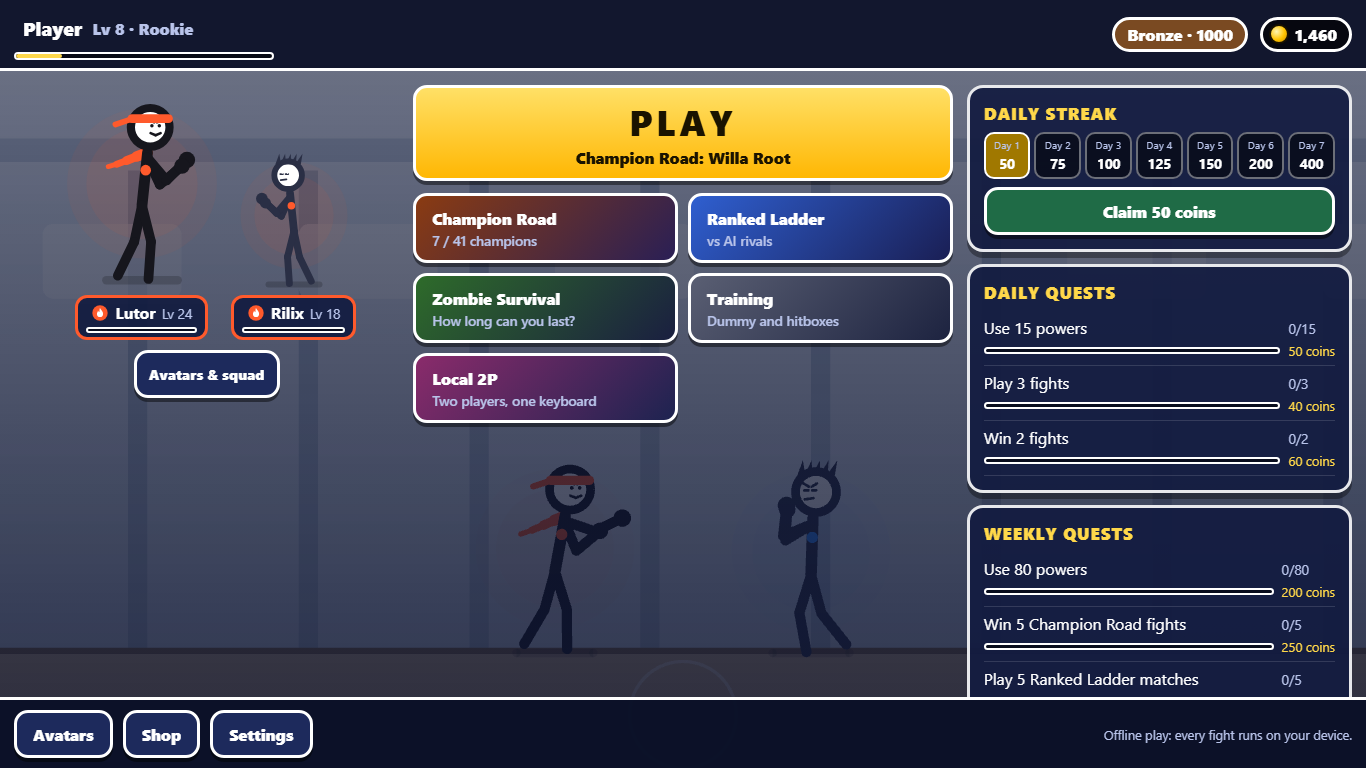 Player Lv 8 · Rookie
Bronze · 1000
1,460
Lutor Lv 24
Rilix Lv 18
Avatars & squad
PLAY
Champion Road: Willa Root
Champion Road
7 / 41 champions
Ranked Ladder
vs AI rivals
Zombie Survival
How long can you last?
Training
Dummy and hitboxes
Local 2P
Two players, one keyboard
DAILY STREAK
Day 1
50
Day 2
75
Day 3
100
Day 4
125
Day 5
150
Day 6
200
Day 7
400
Claim 50 coins
DAILY QUESTS
Use 15 powers 0/15
50 coins
Play 3 fights 0/3
40 coins
Win 2 fights 0/2
60 coins
WEEKLY QUESTS
Use 80 powers 0/80
200 coins
Win 5 Champion Road fights 0/5
250 coins
Play 5 Ranked Ladder matches 0/5
Avatars
Shop
Settings
Offline play: every fight runs on your device.